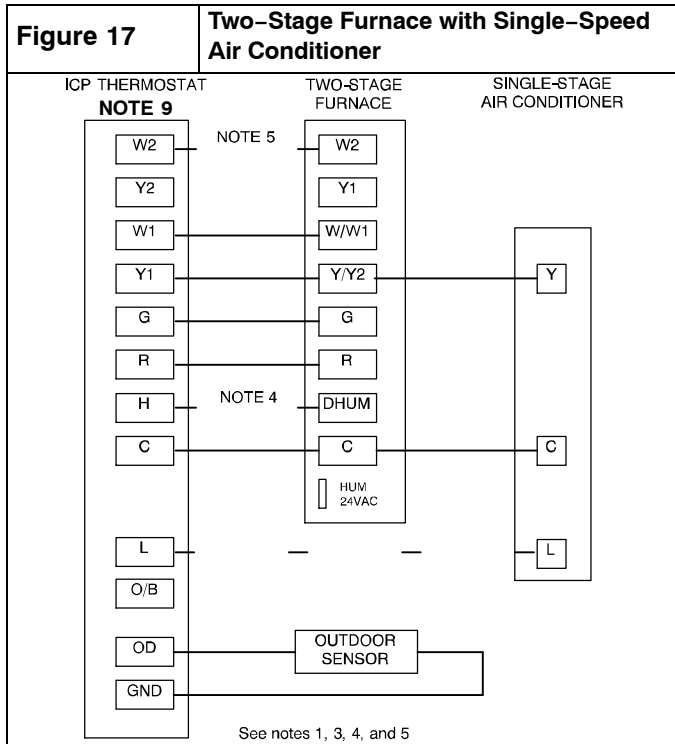 Figure 17
Two−Stage Furnace with Single−Speed
Air Conditioner
ICP THERMOSTAT
NOTE 9
TWO-STAGE
FURNACE
SINGLE-STAGE
AIR CONDITIONER
W2 NOTE 5 W2
Y2 Y1
W1 W/W1
Y1 Y/Y2 Y
G G
R R
H NOTE 4 DHUM
C C C
HUM
24VAC
L L
O/B
OD OUTDOOR
SENSOR
GND
See notes 1, 3, 4, and 5